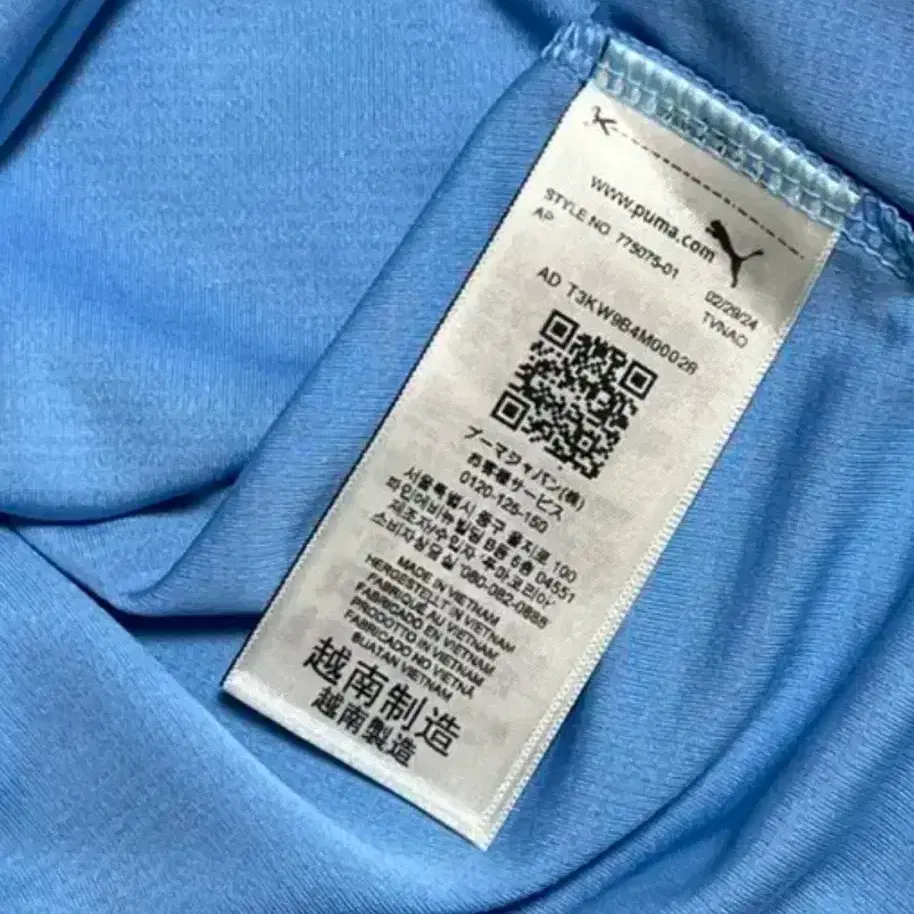 www.puma.com
STYLE NO 775075-01
AP
02/29/24
TVNAO
AD T3KW9B4M00028
プーマジャパン(株)
お客様サービス
0120-125-150
서울특별시 중구 을지로 100
파인애비뉴빌딩 B동 6층 04551
제조자/수입자:푸마코리아
소비자상담실 '080-082-0888
MADE IN VIETNAM
HERGESTELLT IN VIETNAM
FABRIQUÉ AU VIETNAM
FABRICADO EN VIETNAM
PRODOTTO IN VIETNAM
FABRICADO NO VIETNÃ
BUATAN VIETNAM
越南制造
越南製造